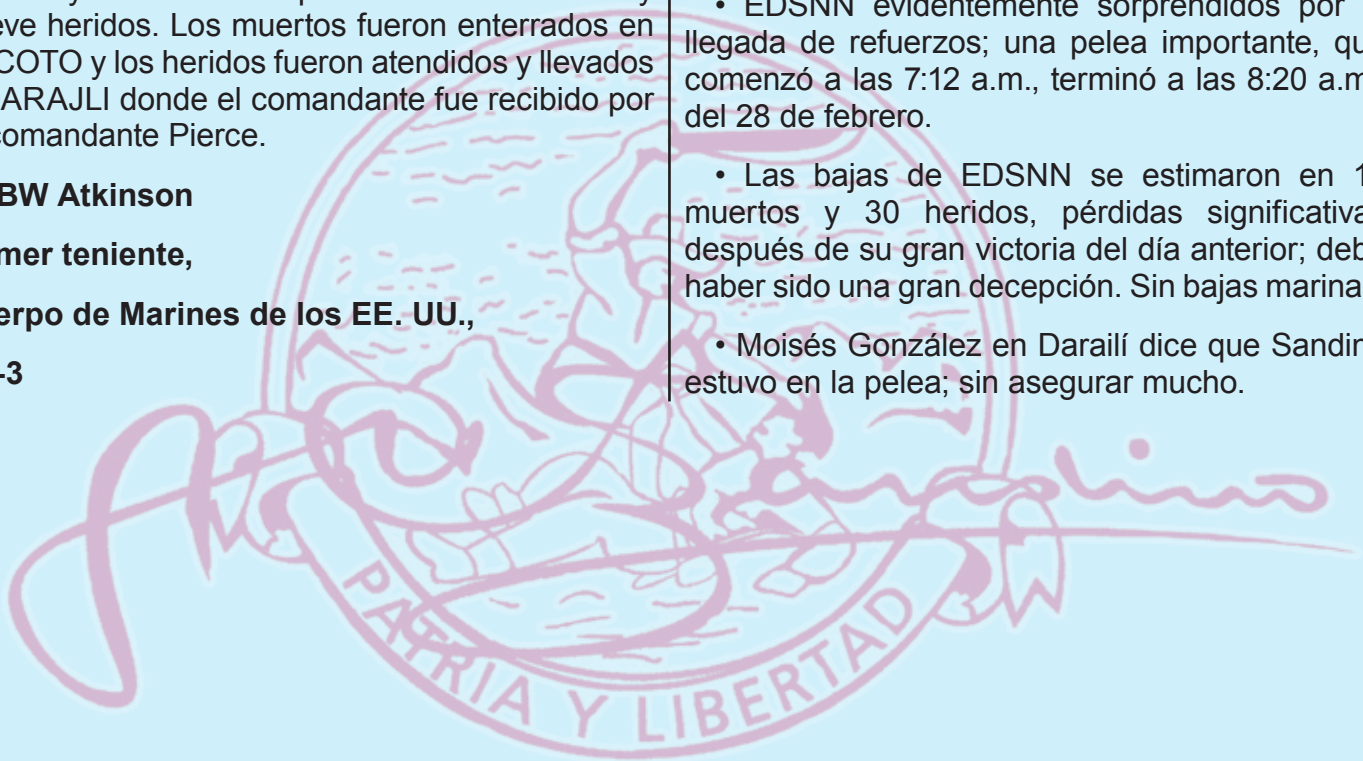 eve heridos. Los muertos fueron enterrados en
COTO y los heridos fueron atendidos y llevados
ARAJLI donde el comandante fue recibido por
comandante Pierce.
BW Atkinson
mer teniente,
erpo de Marines de los EE. UU.,
-3
• EDSNN evidentemente sorprendidos por
llegada de refuerzos; una pelea importante, qu
comenzó a las 7:12 a.m., terminó a las 8:20 a.m
del 28 de febrero.
• Las bajas de EDSNN se estimaron en 1
muertos y 30 heridos, pérdidas significativa
después de su gran victoria del día anterior; deb
haber sido una gran decepción. Sin bajas marina
• Moisés González en Darailí dice que Sandin
estuvo en la pelea; sin asegurar mucho.
PATRIA Y LIBERTAD